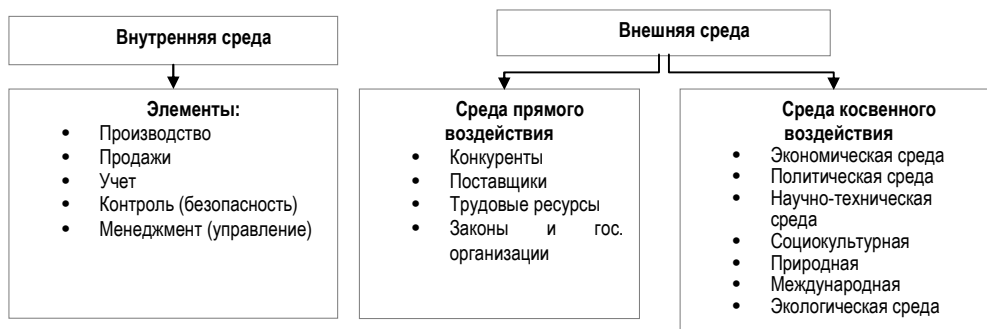 Внутренняя среда
Внешняя среда
Элементы:
• Производство
• Продажи
• Учет
• Контроль (безопасность)
• Менеджмент (управление)
Среда прямого
воздействия
• Конкуренты
• Поставщики
• Трудовые ресурсы
• Законы и гос.
организации
Среда косвенного
воздействия
• Экономическая среда
• Политическая среда
• Научно-техническая
среда
• Социокультурная
• Природная
• Международная
• Экологическая среда